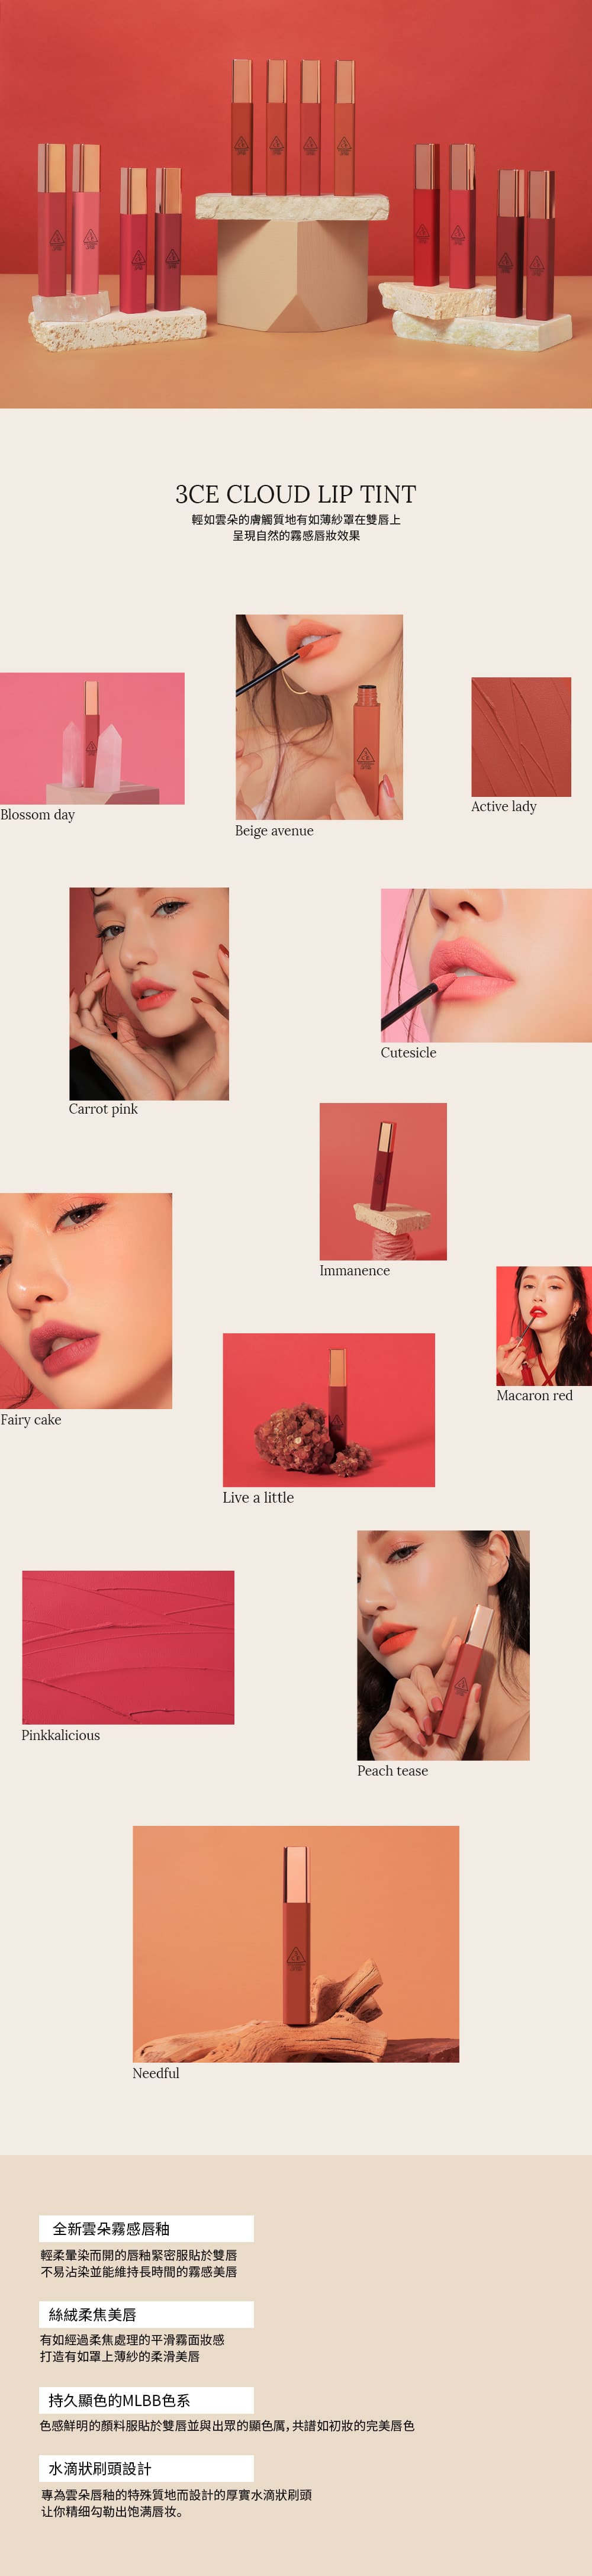 3CE CLOUD LIP TINT
輕如雲朵的膚觸質地有如薄紗罩在雙唇上
呈現自然的霧感唇妝效果
Blossom day
Beige avenue
Active lady
Carrot pink
Cutesicle
Immanence
Fairy cake
Macaron red
Live a little
Pinkkalicious
Peach tease
Needful
全新雲朵霧感唇釉
輕柔暈染而開的唇釉緊密服貼於雙唇
不易沾染並能維持長時間的霧感美唇
絲絨柔焦美唇
有如經過柔焦處理的平滑霧面妝感
打造有如罩上薄紗的柔滑美唇
持久顯色的MLBB色系
色感鮮明的顏料服貼於雙唇並與出眾的顯色厲，共譜如初妝的完美唇色
水滴狀刷頭設計
專為雲朵唇釉的特殊質地而設計的厚實水滴狀刷頭
让你精细勾勒出饱满唇妆。